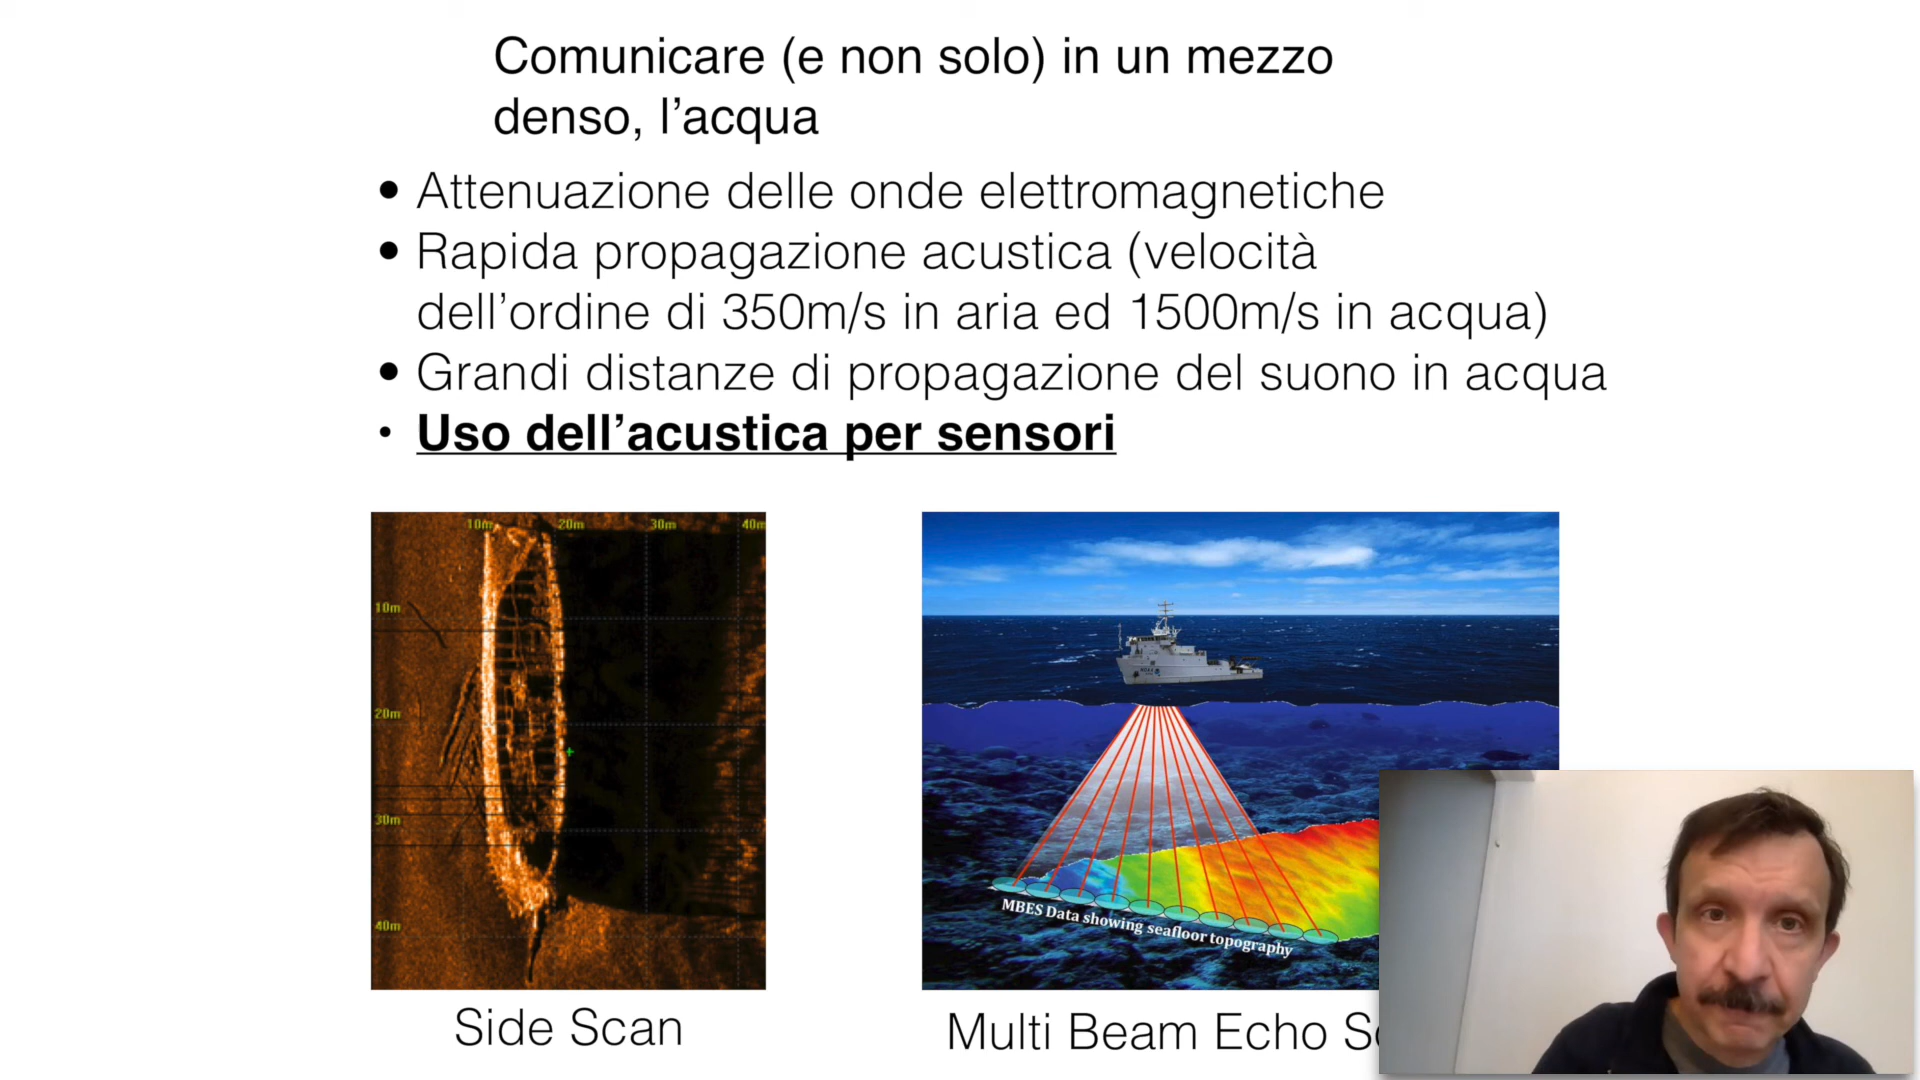 Comunicare (e non solo) in un mezzo
denso, l'acqua
• Attenuazione delle onde elettromagnetiche
• Rapida propagazione acustica (velocità
dell'ordine di 350m/s in aria ed 1500m/s in acqua)
• Grandi distanze di propagazione del suono in acqua
• Uso dell'acustica per sensori
10m 20m 30m 40m
10m
20m
30m
40m
MBES Data showing seafloor topography
Side Scan
Multi Beam Echo